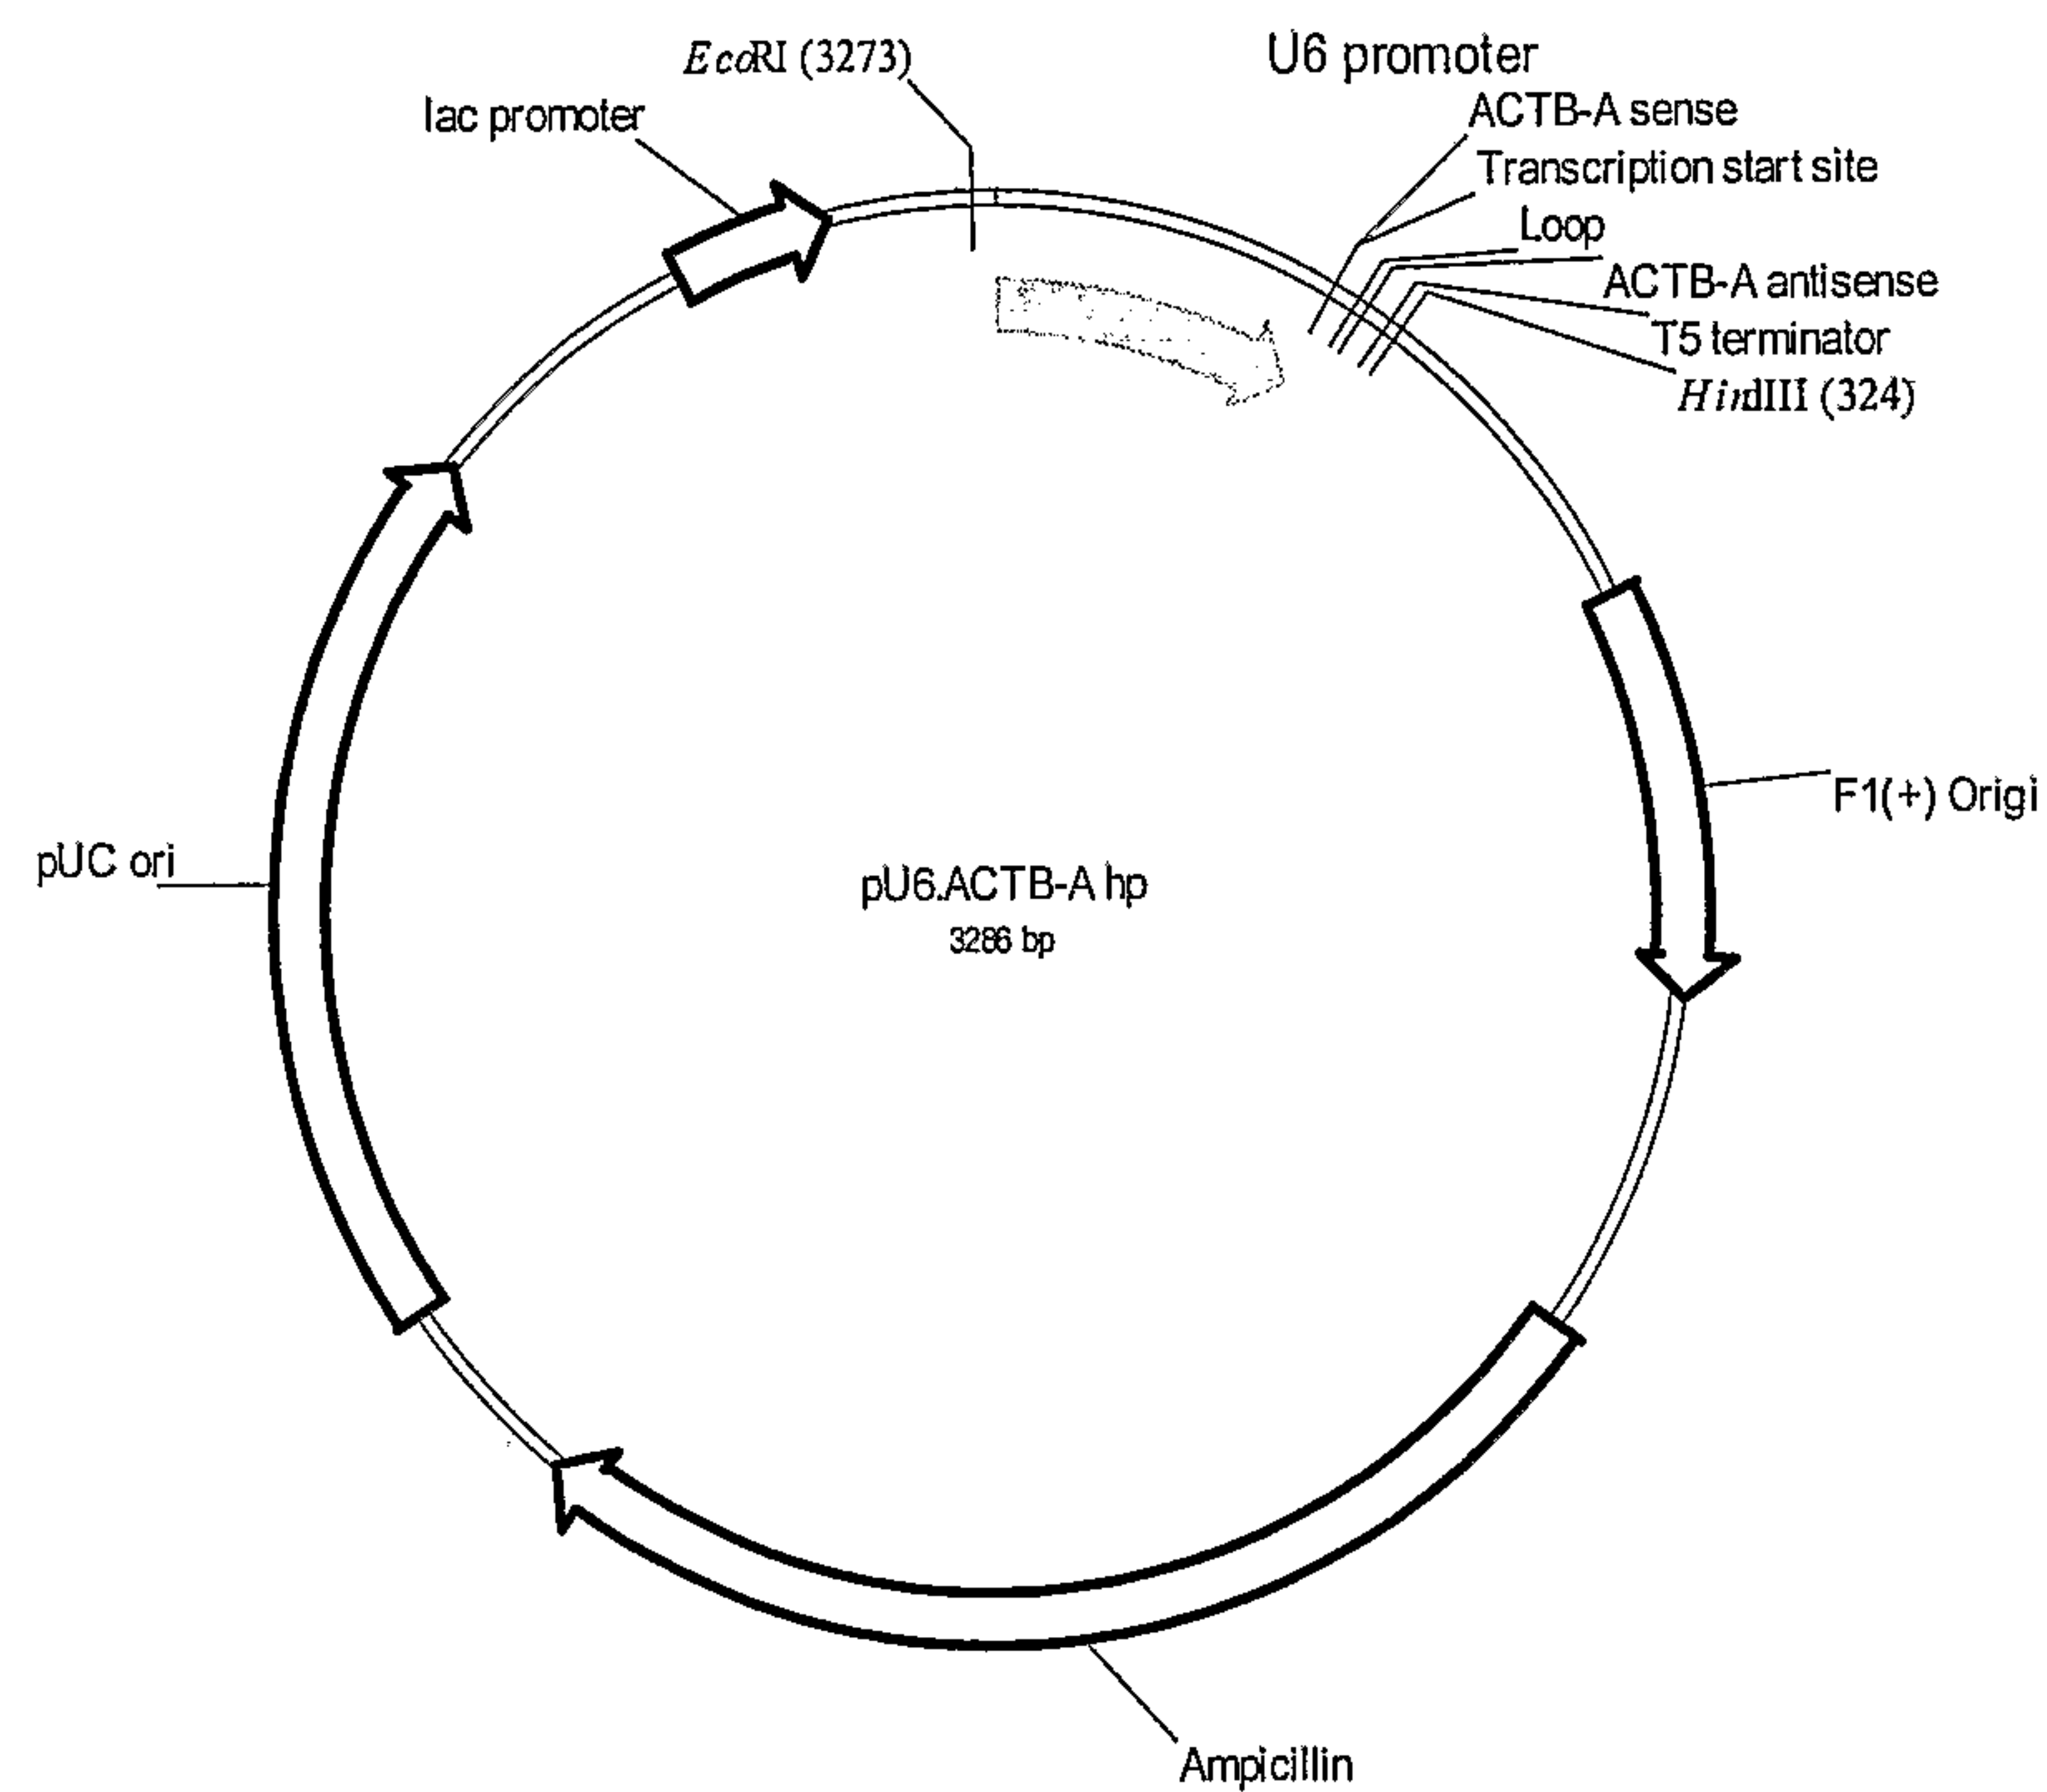 EcoRI (3273)
U6 promoter
lac promoter
ACTB-A sense
Transcription start site
Loop
ACTB-A antisense
T5 terminator
HindIII (324)
F1(+) Origi
pUC ori
pU6.ACTB-A hp
3286 bp
Ampicillin